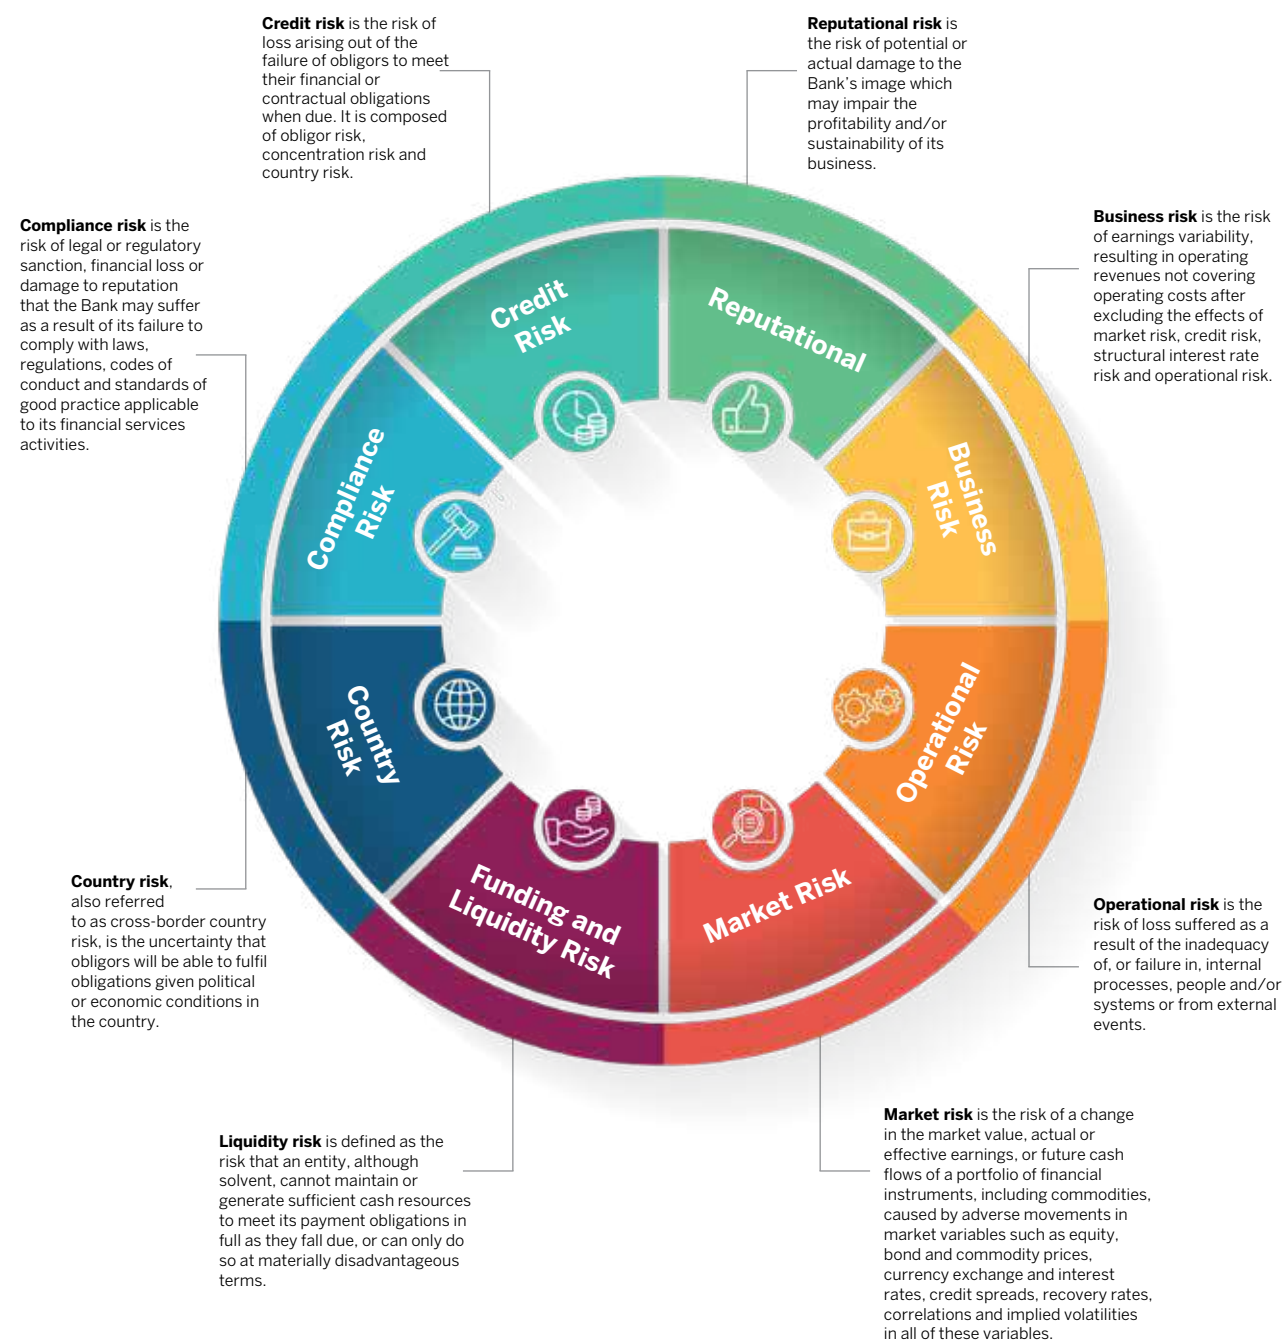 Credit risk is the risk of
loss arising out of the
failure of obligors to meet
their financial or
contractual obligations
when due. It is composed
of obligor risk,
concentration risk and
country risk.
Reputational risk is
the risk of potential or
actual damage to the
Bank’s image which
may impair the
profitability and/or
sustainability of its
business.
Compliance risk is the
risk of legal or regulatory
sanction, financial loss or
damage to reputation
that the Bank may suffer
as a result of its failure to
comply with laws,
regulations, codes of
conduct and standards of
good practice applicable
to its financial services
activities.
Business risk is the risk
of earnings variability,
resulting in operating
revenues not covering
operating costs after
excluding the effects of
market risk, credit risk,
structural interest rate
risk and operational risk.
Credit
Risk
Reputational
Compliance
Risk
Business
Risk
Country
Risk
Operational
Risk
Funding and
Liquidity Risk
Market Risk
Country risk,
also referred
to as cross-border country
risk, is the uncertainty that
obligors will be able to fulfil
obligations given political
or economic conditions in
the country.
Operational risk is the
risk of loss suffered as a
result of the inadequacy
of, or failure in, internal
processes, people and/or
systems or from external
events.
Liquidity risk is defined as the
risk that an entity, although
solvent, cannot maintain or
generate sufficient cash resources
to meet its payment obligations in
full as they fall due, or can only do
so at materially disadvantageous
terms.
Market risk is the risk of a change
in the market value, actual or
effective earnings, or future cash
flows of a portfolio of financial
instruments, including commodities,
caused by adverse movements in
market variables such as equity,
bond and commodity prices,
currency exchange and interest
rates, credit spreads, recovery rates,
correlations and implied volatilities
in all of these variables.